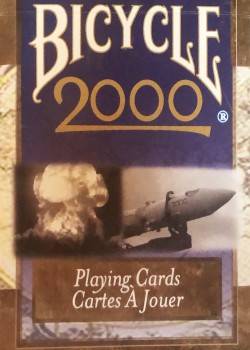 BICYCLE
2000®
Playing Cards
Cartes À Jouer